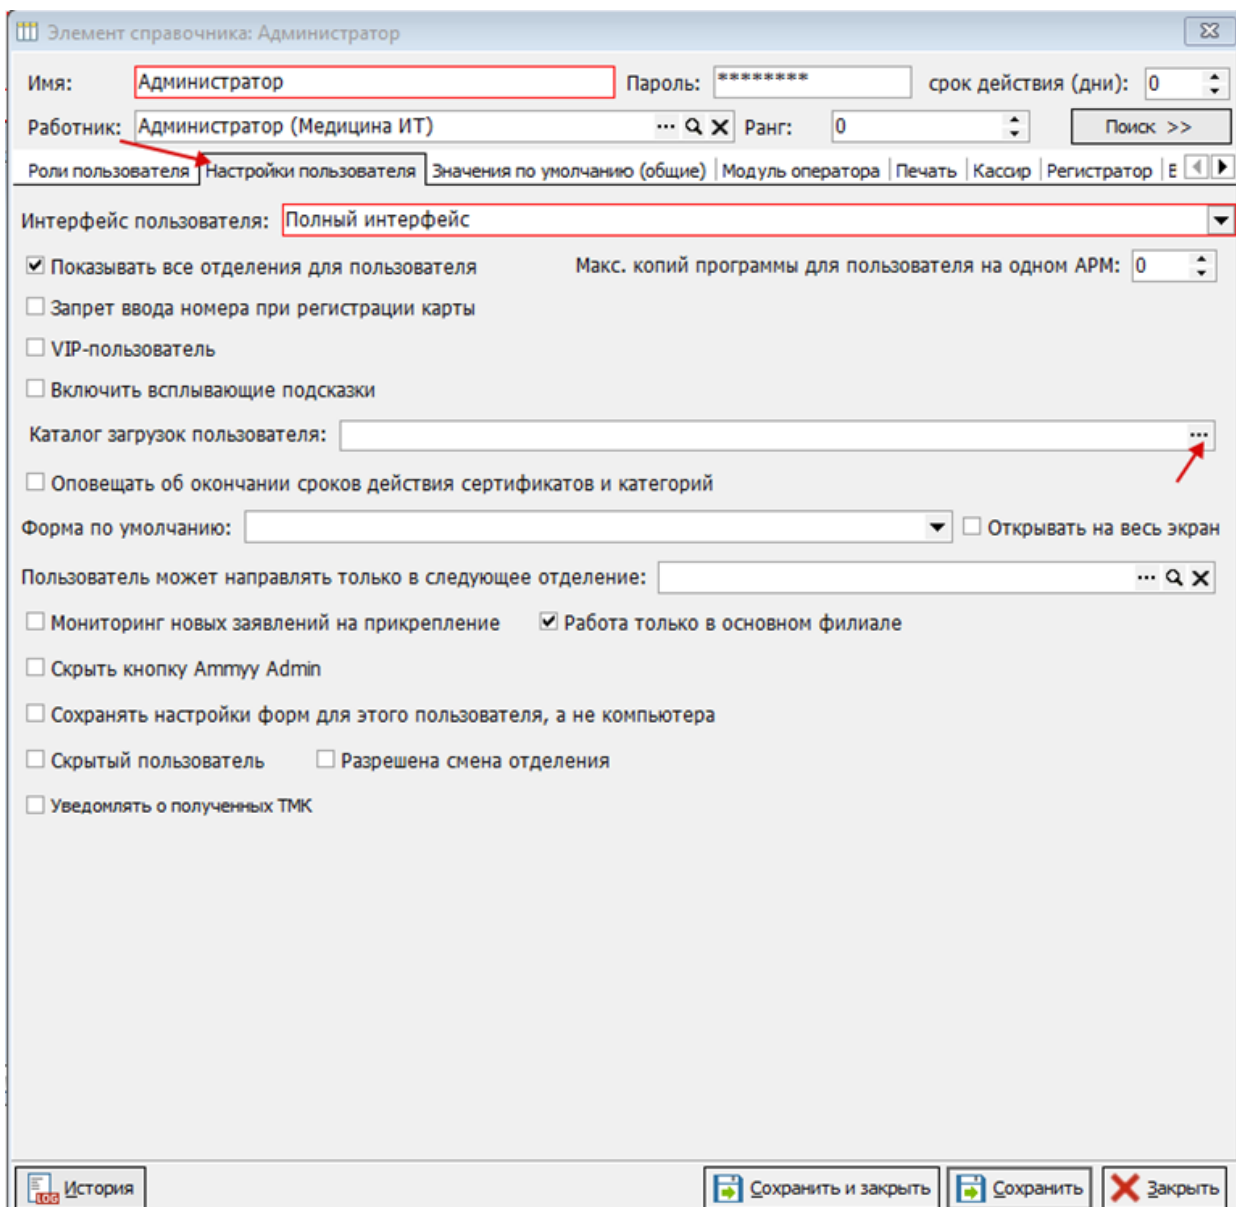 Элемент справочника: Администратор
Имя: Администратор Пароль: ******** срок действия (дни): 0
Работник: Администратор (Медицина ИТ) ... Ранг: 0 Поиск >>
Роли пользователя Настройки пользователя Значения по умолчанию (общие) Модуль оператора Печать Кассир Регистратор
Интерфейс пользователя: Полный интерфейс
Показывать все отделения для пользователя Макс. копий программы для пользователя на одном АРМ: 0
Запрет ввода номера при регистрации карты
VIP-пользователь
Включить всплывающие подсказки
Каталог загрузок пользователя: ...
Оповещать об окончании сроков действия сертификатов и категорий
Форма по умолчанию: Открывать на весь экран
Пользователь может направлять только в следующее отделение: ...
Мониторинг новых заявлений на прикрепление Работа только в основном филиале
Скрыть кнопку Ammyy Admin
Сохранять настройки форм для этого пользователя, а не компьютера
Скрытый пользователь Разрешена смена отделения
Уведомлять о полученных ТМК
LOG История Сохранить и закрыть Сохранить Закрыть